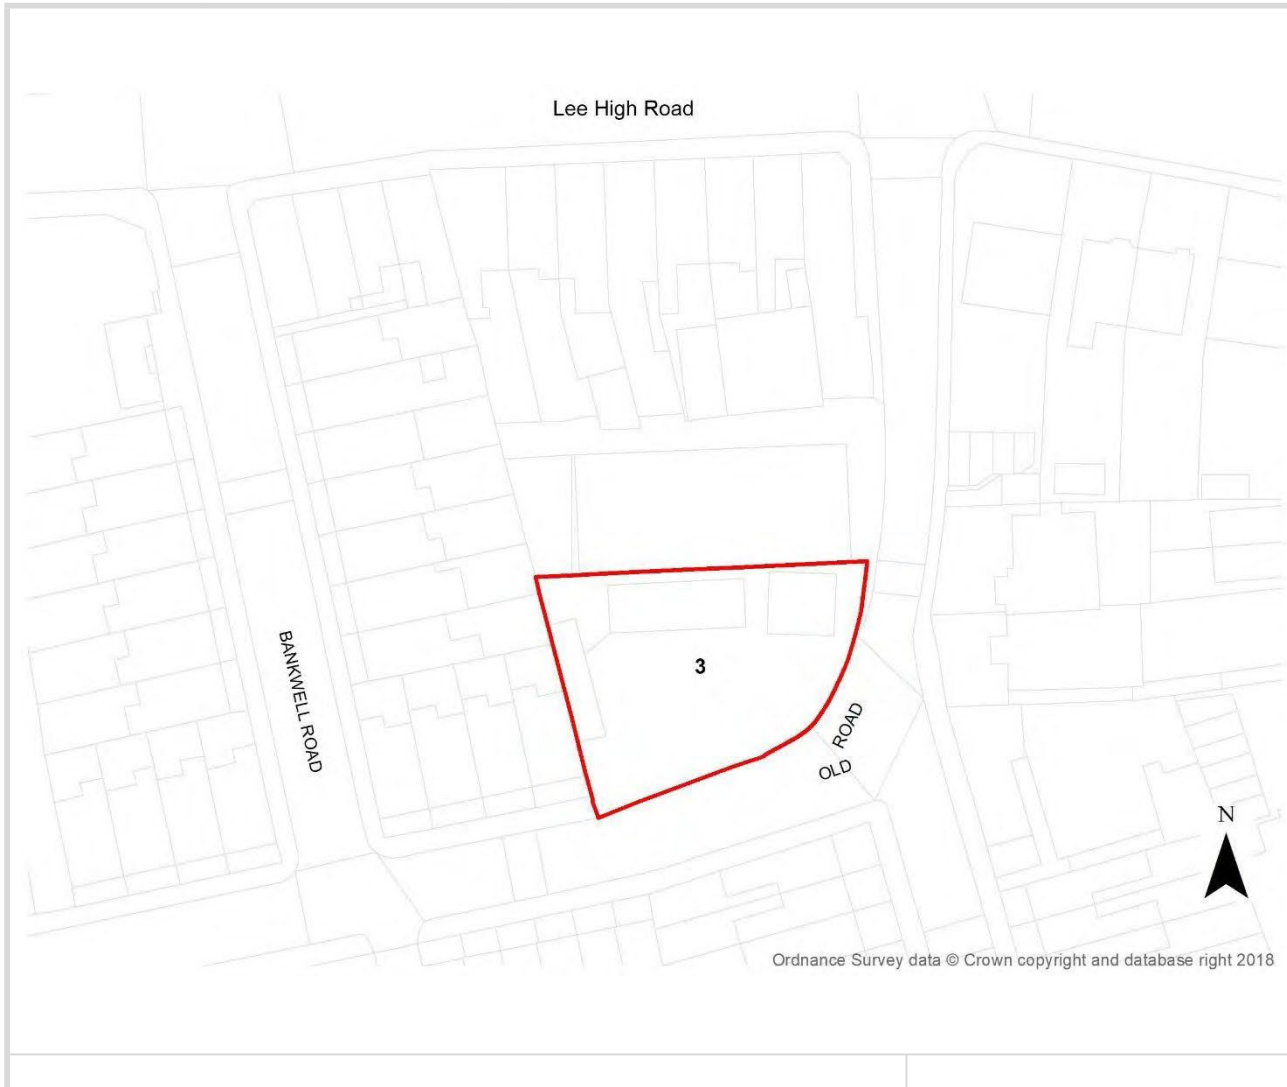 Lee High Road
BANKWELL ROAD
3
OLD ROAD
N
Ordnance Survey data © Crown copyright and database right 2018